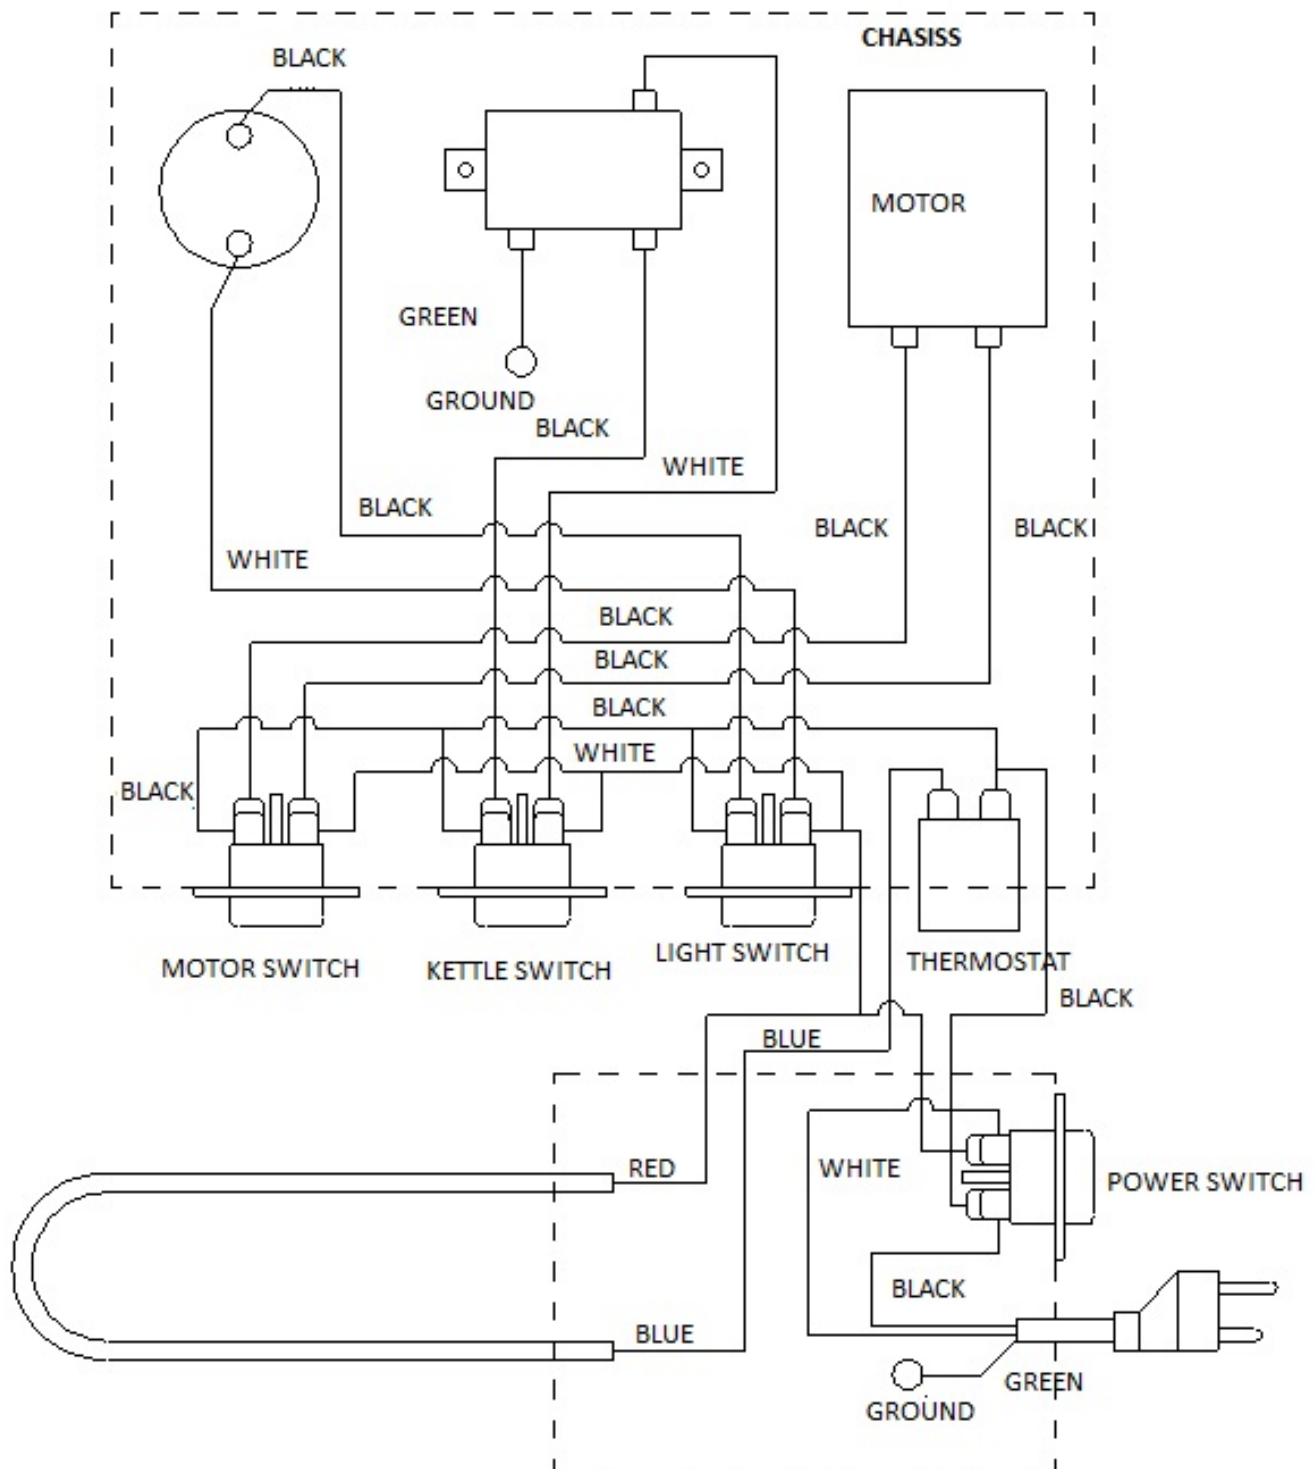 CHASISS
BLACK
MOTOR
GREEN
GROUND
BLACK
WHITE
BLACK
BLACK
BLACK
WHITE
BLACK
BLACK
BLACK
WHITE
BLACK
MOTOR SWITCH
KETTLE SWITCH
LIGHT SWITCH
THERMOSTAT
BLACK
BLUE
RED
WHITE
POWER SWITCH
BLACK
BLUE
GREEN
GROUND